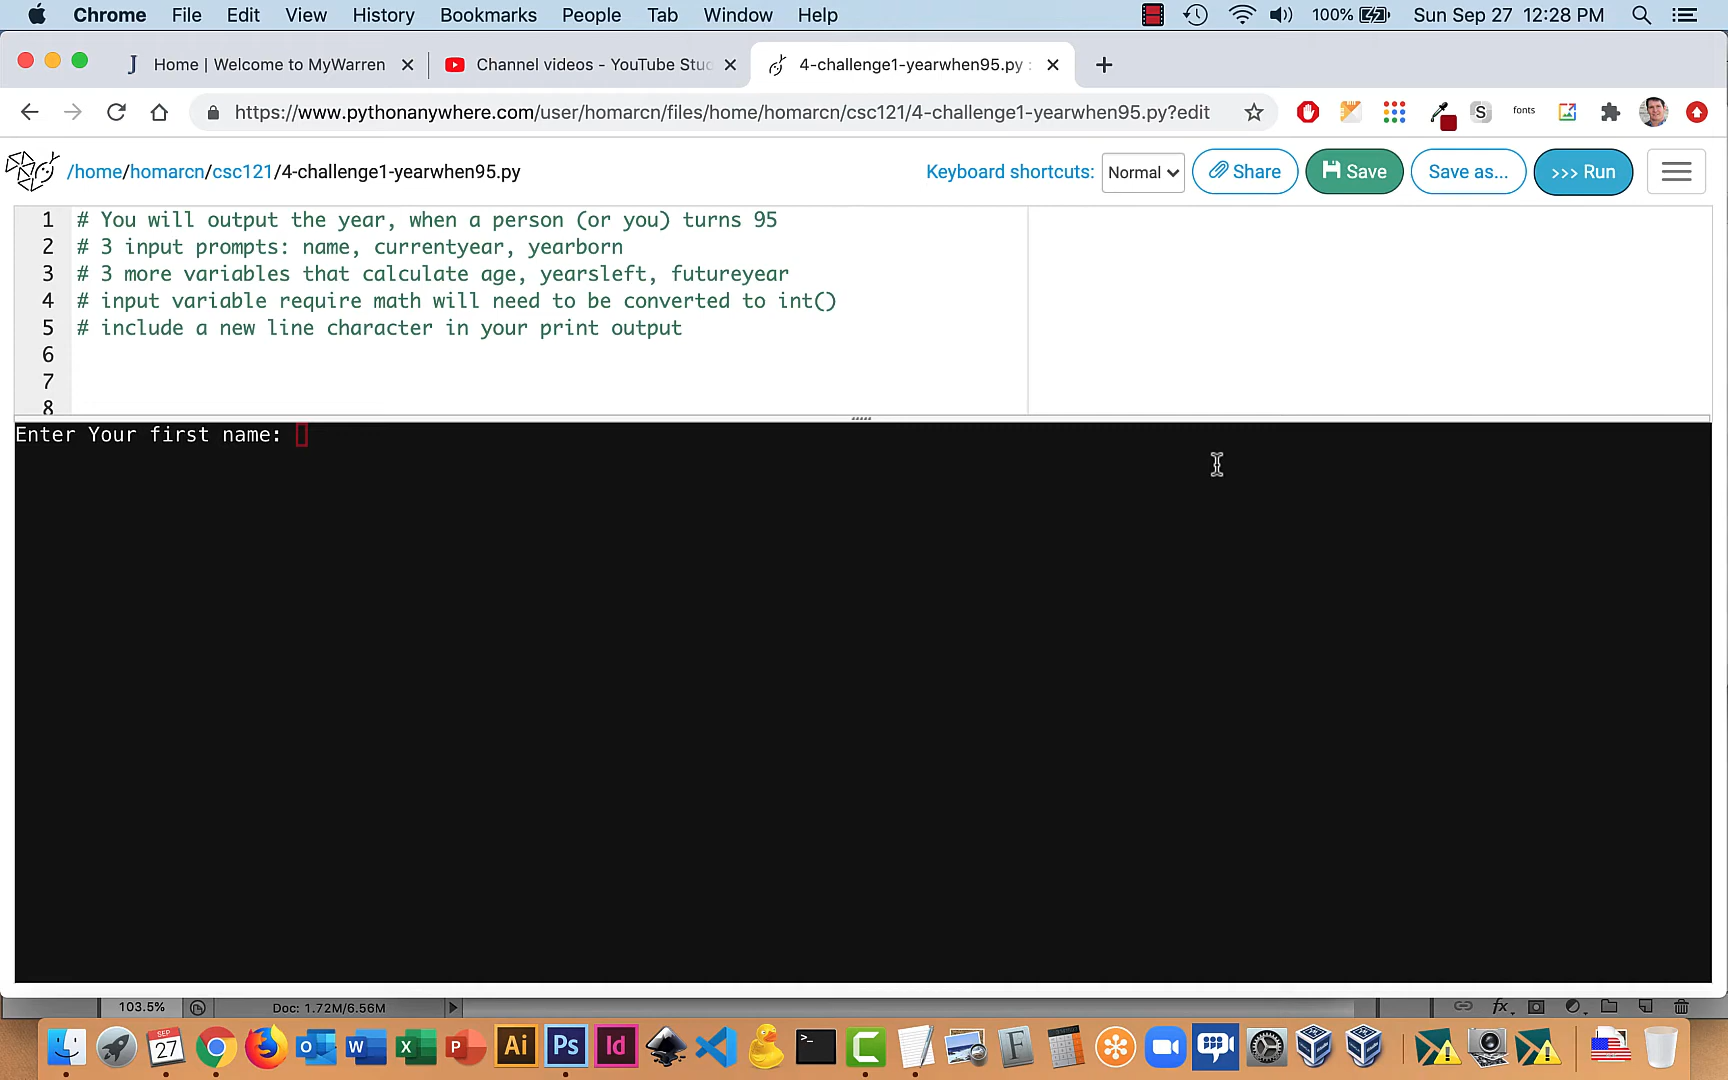 Chrome File Edit View History Bookmarks People Tab Window Help 100% Sun Sep 27 12:28 PM
Home | Welcome to MyWarren Channel videos - YouTube Stu 4-challenge1-yearwhen95.py
https://www.pythonanywhere.com/user/homarcn/files/home/homarcn/csc121/4-challenge1-yearwhen95.py?edit S fonts
/home/homarcn/csc121/4-challenge1-yearwhen95.py Keyboard shortcuts: Normal Share Save Save as... >>> Run
1 # You will output the year, when a person (or you) turns 95
2 # 3 input prompts: name, currentyear, yearborn
3 # 3 more variables that calculate age, yearsleft, futureyear
4 # input variable require math will need to be converted to int()
5 # include a new line character in your print output
6
7
8
Enter Your first name:
103.5% Doc: 1.72M/6.56M fx
SEP 27 W X P Ai Ps Id >_ C F